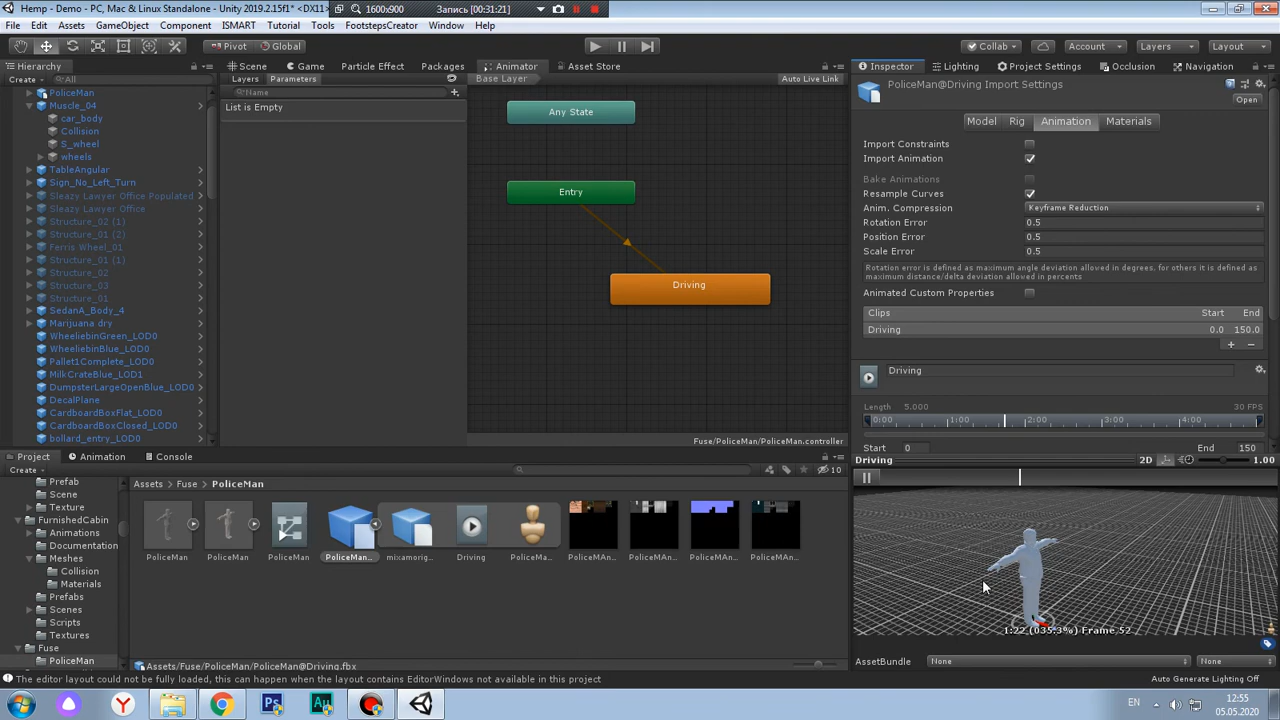 Hemp - Demo - PC, Mac & Linux Standalone - Unity 2019.2.15f1* <DX11>
1600x900
Запись [00:31:21]
File Edit Assets GameObject Component ISMART Tutorial Tools FootstepsCreator Window Help
Pivot Global
Collab Account Layers Layout
Hierarchy
Create All
PoliceMan
Muscle_04
car_body
Collision
S_wheel
wheels
TableAngular
Sign_No_Left_Turn
Sleazy Lawyer Office Populated
Sleazy Lawyer Office
Structure_02 (1)
Structure_01 (2)
Ferris Wheel_01
Structure_01 (1)
Structure_02
Structure_03
Structure_01
SedanA_Body_4
Marijuana dry
WheeliebinGreen_LOD0
WheeliebinBlue_LOD0
Pallet1Complete_LOD0
MilkCrateBlue_LOD1
DumpsterLargeOpenBlue_LOD0
DecalPlane
CardboardBoxFlat_LOD0
CardboardBoxClosed_LOD0
bollard_entry_LOD0
Scene Game Particle Effect Packages Animator Asset Store
Layers Parameters
Base Layer
Auto Live Link
Name
List is Empty
Any State
Entry
Driving
Fuse/PoliceMan/PoliceMan.controller
Inspector Lighting Project Settings Occlusion Navigation
PoliceMan@Driving Import Settings
Open
Model Rig Animation Materials
Import Constraints
Import Animation
Bake Animations
Resample Curves
Anim. Compression Keyframe Reduction
Rotation Error 0.5
Position Error 0.5
Scale Error 0.5
Rotation error is defined as maximum angle deviation allowed in degrees, for others it is defined as
maximum distance/delta deviation allowed in percents
Animated Custom Properties
Clips Start End
Driving 0.0 150.0
Driving
Length 5.000 30 FPS
0:00 1:00 2:00 3:00 4:00
Start 0 End 150
Driving 2D 1.00
1:22 (035.3%) Frame 52
AssetBundle None None
Auto Generate Lighting Off
Project Animation Console
Create
10
Prefab
Scene
Texture
FurnishedCabin
Animations
Documentation
Meshes
Collision
Materials
Prefabs
Scenes
Scripts
Textures
Fuse
PoliceMan
Assets Fuse PoliceMan
PoliceMan PoliceMan PoliceMan PoliceMan... mixamorig... Driving PoliceMa... PoliceMAn... PoliceMAn... PoliceMAn... PoliceMAn...
Assets/Fuse/PoliceMan/PoliceMan@Driving.fbx
The editor layout could not be fully loaded, this can happen when the layout contains EditorWindows not available in this project
Ps Au
EN
12:55
05.05.2020